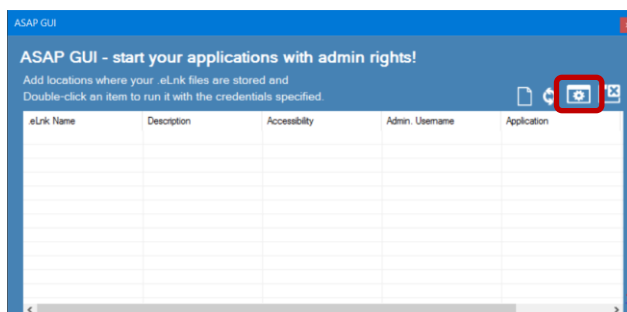 ASAP GUI
ASAP GUI - start your applications with admin rights!
Add locations where your .eLnk files are stored and
Double-click an item to run it with the credentials specified.
.eLnk Name Description Accessibility Admin. Username Application